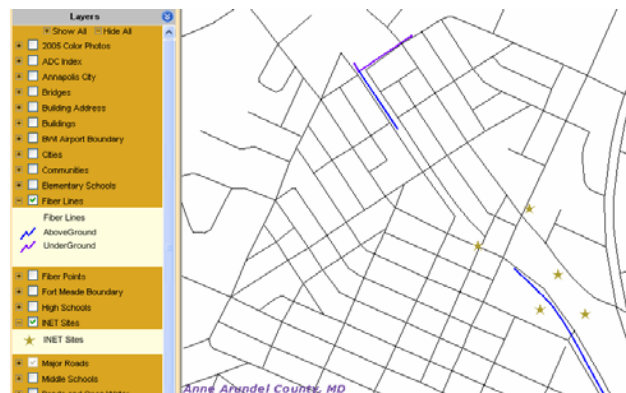 Layers
Show All Hide All
2005 Color Photos
ADC Index
Annapolis City
Bridges
Building Address
Buildings
BWI Airport Boundary
Cities
Communities
Elementary Schools
Fiber Lines
Fiber Lines
AboveGround
UnderGround
Fiber Points
Fort Meade Boundary
High Schools
INET Sites
INET Sites
Major Roads
Middle Schools
Anne Arundel County, MD